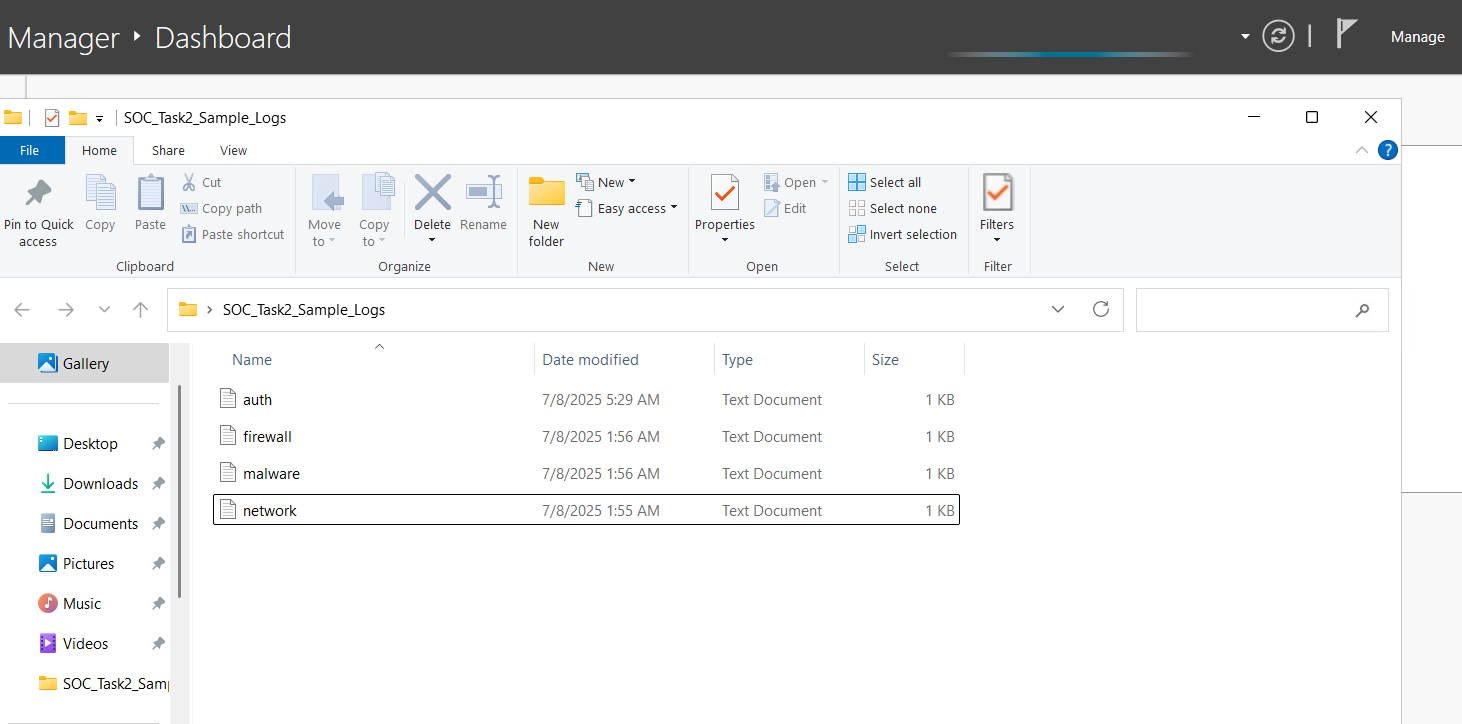 Manager Dashboard
Manage
SOC_Task2_Sample_Logs
File Home Share View
?
Pin to Quick access
Copy
Paste
Cut
Copy path
Paste shortcut
Clipboard
Move to
Copy to
Delete
Rename
Organize
New folder
New
Easy access
New
Properties
Open
Edit
Open
Select all
Select none
Invert selection
Select
Filters
Filter
SOC_Task2_Sample_Logs
Gallery
Desktop
Downloads
Documents
Pictures
Music
Videos
SOC_Task2_Sam
Name Date modified Type Size
auth 7/8/2025 5:29 AM Text Document 1 KB
firewall 7/8/2025 1:56 AM Text Document 1 KB
malware 7/8/2025 1:56 AM Text Document 1 KB
network 7/8/2025 1:55 AM Text Document 1 KB